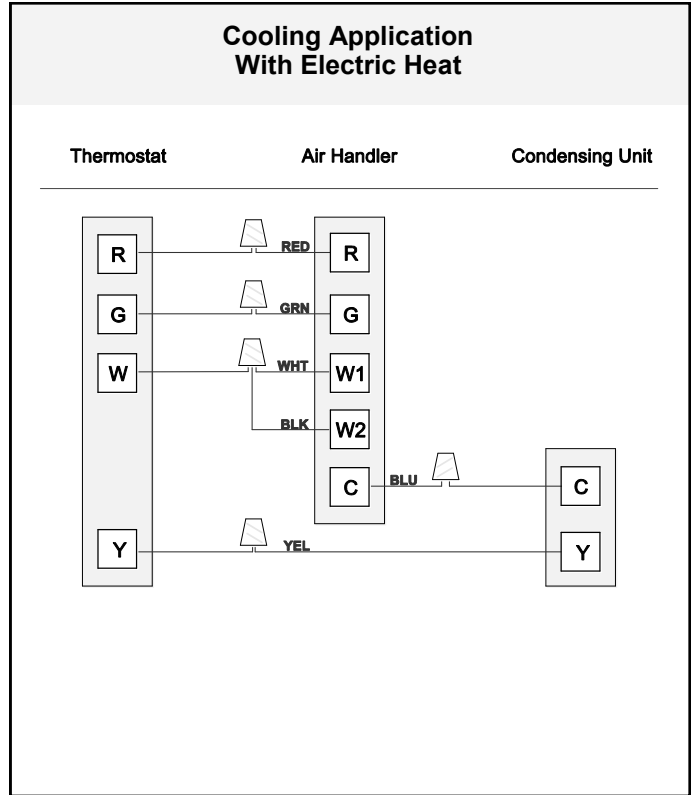 Cooling Application
With Electric Heat
Thermostat Air Handler Condensing Unit
R RED R
G GRN G
W WHT W1
BLK W2
C BLU C
Y YEL Y